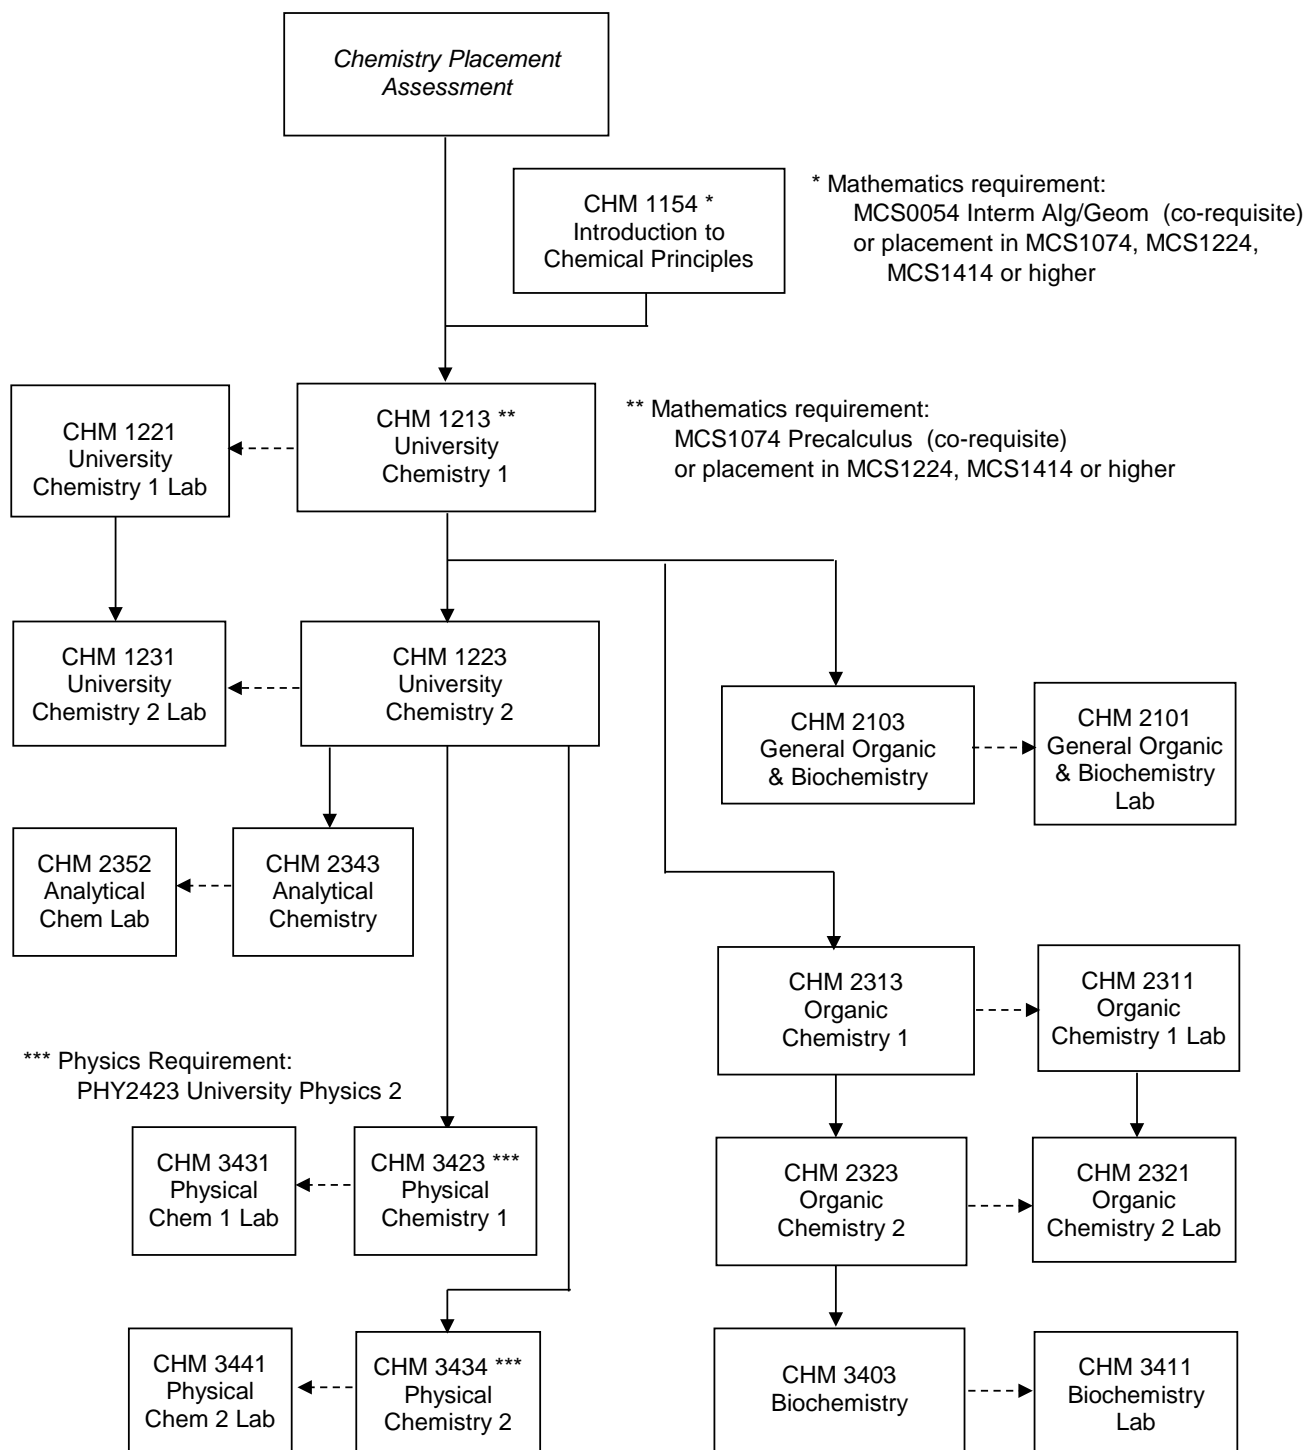 Chemistry Placement
Assessment
CHM 1154 *
Introduction to
Chemical Principles
* Mathematics requirement:
MCS0054 Interm Alg/Geom (co-requisite)
or placement in MCS1074, MCS1224,
MCS1414 or higher
CHM 1221
University
Chemistry 1 Lab
CHM 1213 **
University
Chemistry 1
** Mathematics requirement:
MCS1074 Precalculus (co-requisite)
or placement in MCS1224, MCS1414 or higher
CHM 1231
University
Chemistry 2 Lab
CHM 1223
University
Chemistry 2
CHM 2103
General Organic
& Biochemistry
CHM 2101
General Organic
& Biochemistry
Lab
CHM 2352
Analytical
Chem Lab
CHM 2343
Analytical
Chemistry
CHM 2313
Organic
Chemistry 1
CHM 2311
Organic
Chemistry 1 Lab
*** Physics Requirement:
PHY2423 University Physics 2
CHM 3431
Physical
Chem 1 Lab
CHM 3423 ***
Physical
Chemistry 1
CHM 2323
Organic
Chemistry 2
CHM 2321
Organic
Chemistry 2 Lab
CHM 3441
Physical
Chem 2 Lab
CHM 3434 ***
Physical
Chemistry 2
CHM 3403
Biochemistry
CHM 3411
Biochemistry
Lab